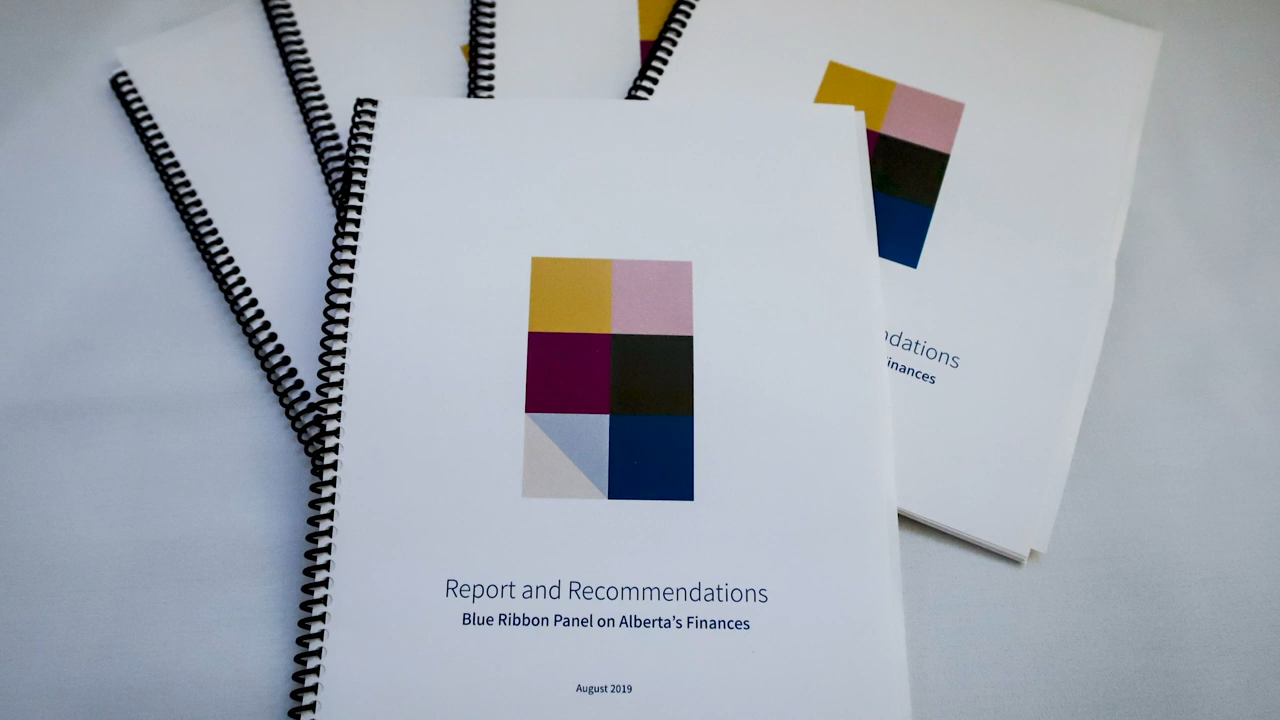 Report and Recommendations
Blue Ribbon Panel on Alberta's Finances
August 2019
ndations
inances